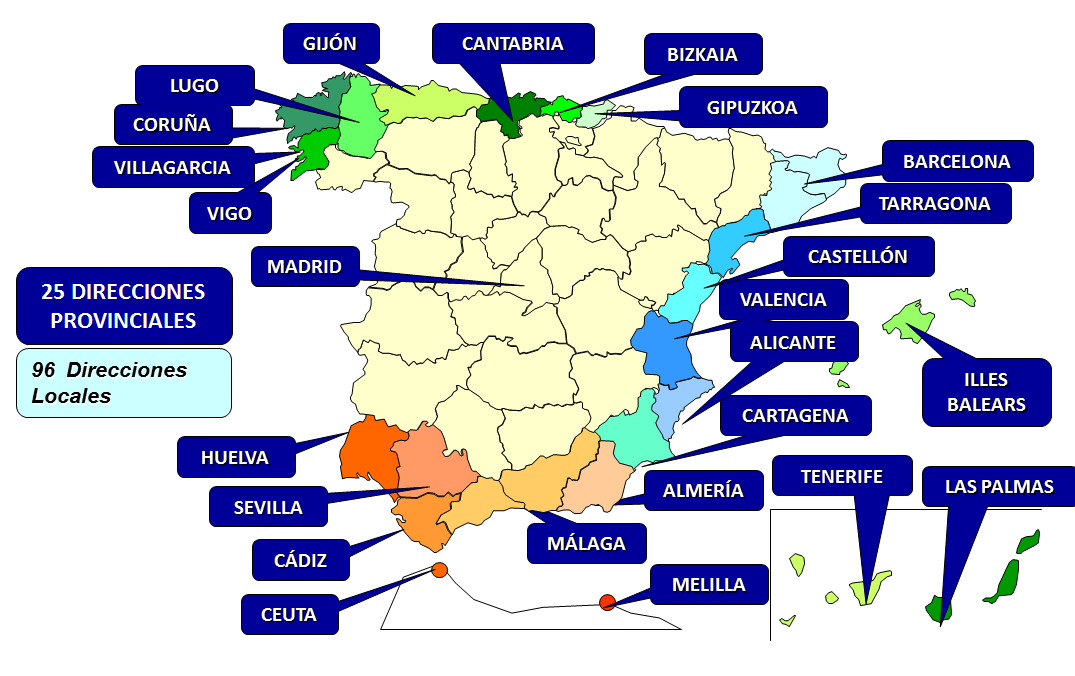 GIJÓN
CANTABRIA
BIZKAIA
LUGO
GIPUZKOA
CORUÑA
VILLAGARCIA
BARCELONA
VIGO
TARRAGONA
MADRID
CASTELLÓN
25 DIRECCIONES
PROVINCIALES
VALENCIA
ALICANTE
96 Direcciones
Locales
ILLES
BALEARS
CARTAGENA
HUELVA
TENERIFE
LAS PALMAS
SEVILLA
ALMERÍA
MÁLAGA
CÁDIZ
MELILLA
CEUTA